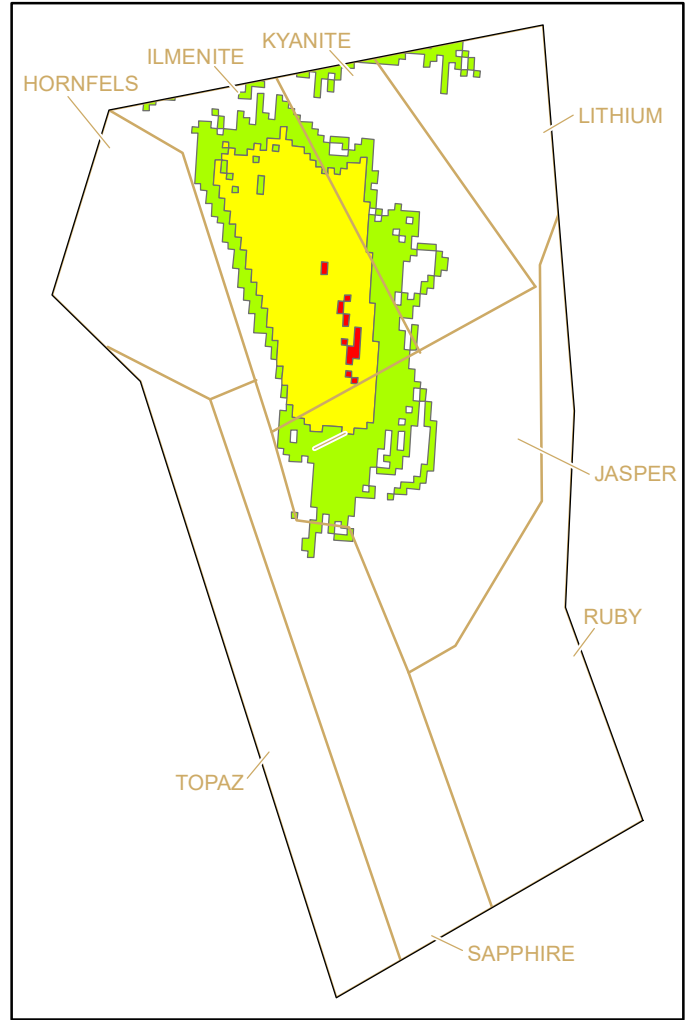 KYANITE
ILMENITE
HORNFELS
LITHIUM
JASPER
RUBY
TOPAZ
SAPPHIRE